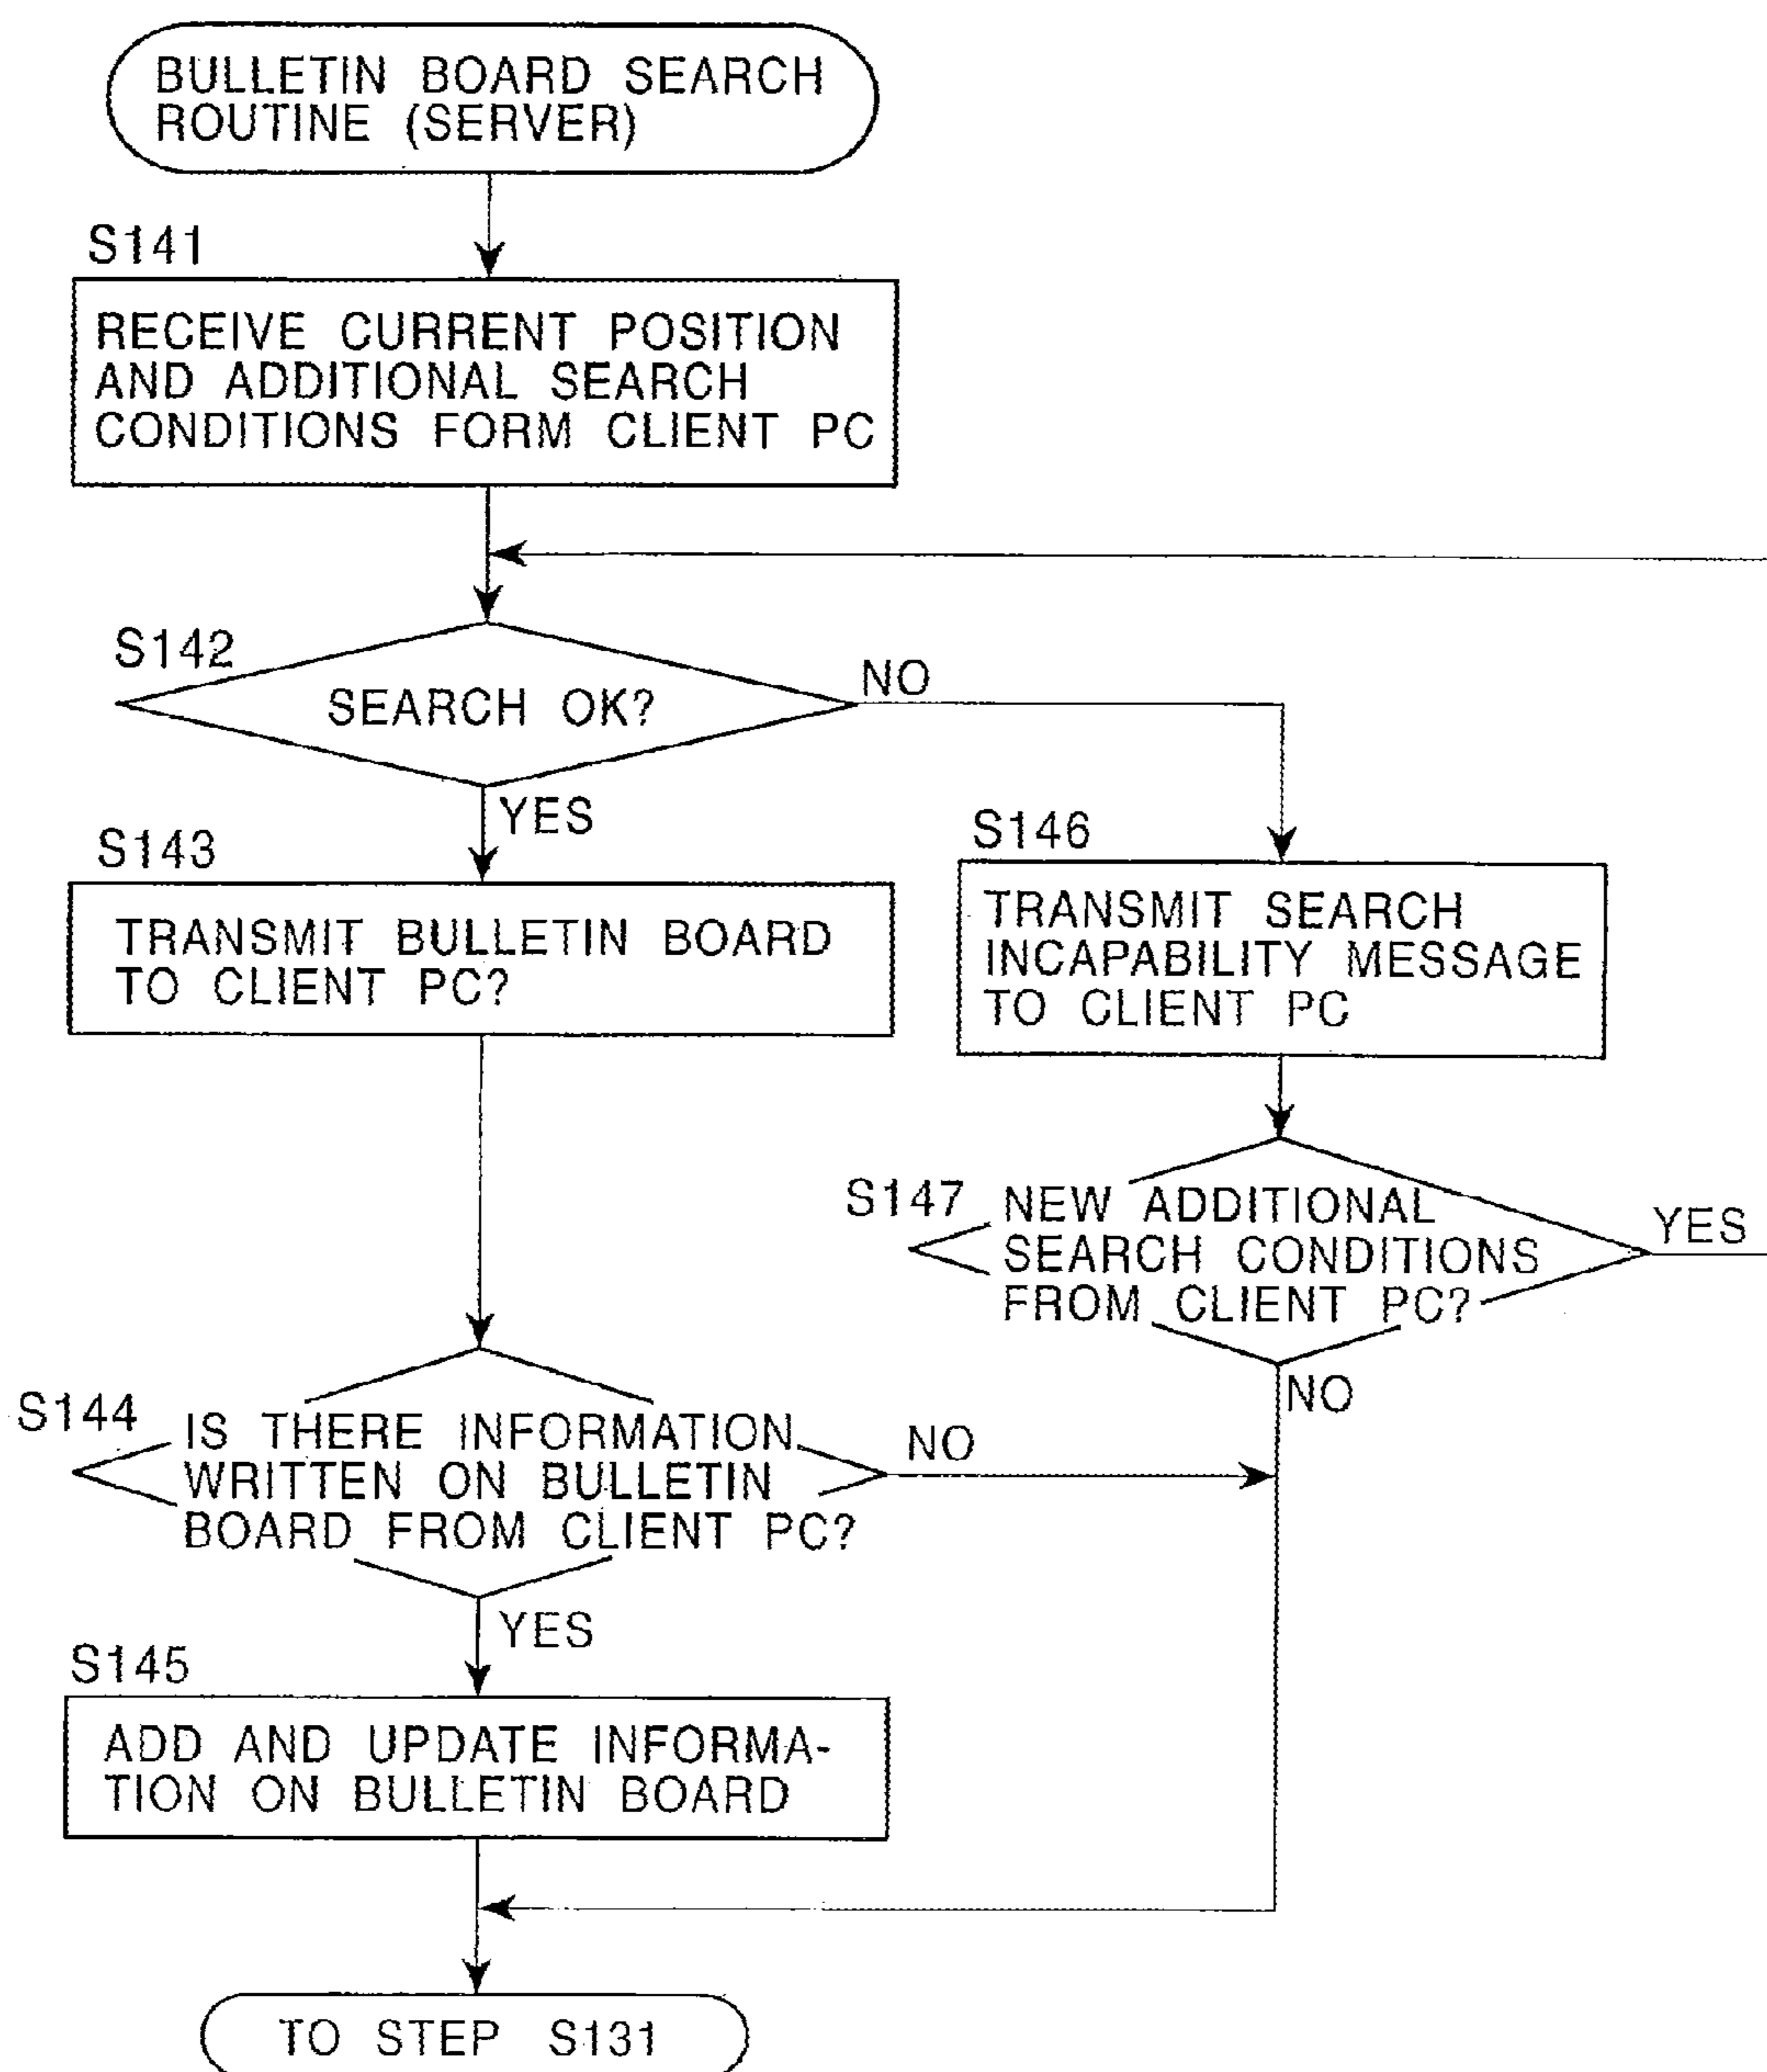 BULLETIN BOARD SEARCH
ROUTINE (SERVER)
S141
RECEIVE CURRENT POSITION
AND ADDITIONAL SEARCH
CONDITIONS FORM CLIENT PC
S142
SEARCH OK?
NO
YES
S143
TRANSMIT BULLETIN BOARD
TO CLIENT PC?
S146
TRANSMIT SEARCH
INCAPABILITY MESSAGE
TO CLIENT PC
S147
NEW ADDITIONAL
SEARCH CONDITIONS
FROM CLIENT PC?
YES
NO
S144
IS THERE INFORMATION
WRITTEN ON BULLETIN
BOARD FROM CLIENT PC?
NO
YES
S145
ADD AND UPDATE INFORMA-
TION ON BULLETIN BOARD
TO STEP S131